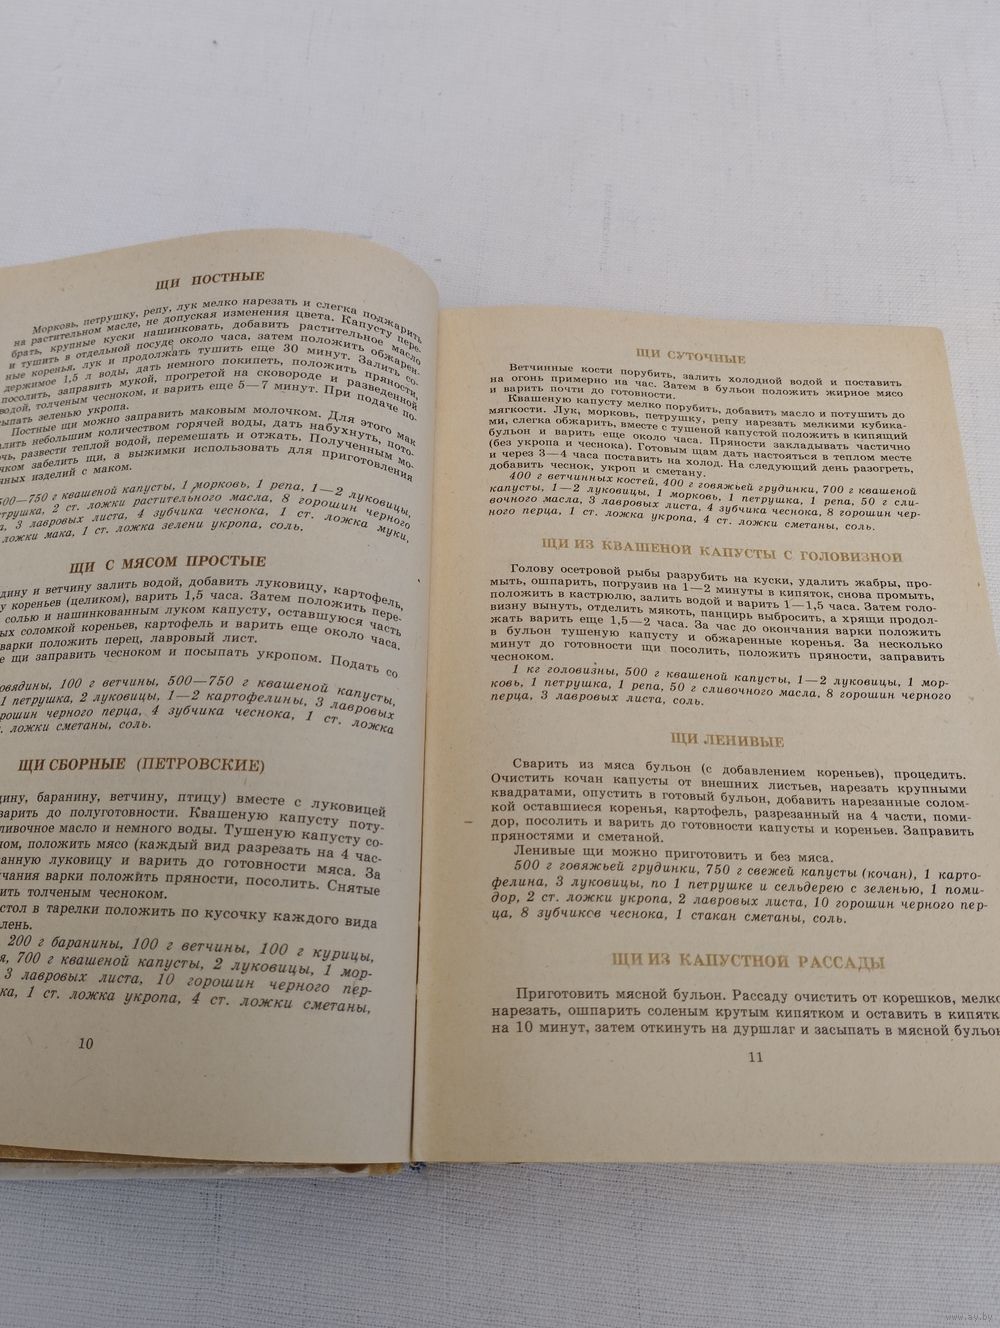 ЩИ ПОСТНЫЕ
Морковь, петрушку, репу, лук мелко нарезать и слегка поджарить
на растительном масле, не допуская изменения цвета. Капусту пере-
брать, крупные куски нашинковать, добавить растительное масло
и тушить в отдельной посуде около часа, затем положить обжарен-
ные коренья, лук и продолжать тушить еще 30 минут. Залить со-
держимое 1,5 л воды, дать немного покипеть, положить пряности,
посолить, заправить мукой, прогретой на сковороде и разведенной
водой, толченым чесноком, и варить еще 5—7 минут. При подаче по-
сыпать зеленью укропа.
Постные щи можно заправить маковым молочком. Для этого мак
залить небольшим количеством горячей воды, дать набухнуть, пото-
лочь, развести теплой водой, перемешать и отжать. Полученным мо-
лочком забелить щи, а выжимки использовать для приготовления
чных изделий с маком.
500—750 г квашеной капусты, 1 морковь, 1 репа, 1—2 луковицы,
трушка, 2 ст. ложки растительного масла, 8 горошин черного
а, 3 лавровых листа, 4 зубчика чеснока, 1 ст. ложка муки,
ложки мака, 1 ст. ложка зелени укропа, соль.
ЩИ С МЯСОМ ПРОСТЫЕ
дину и ветчину залить водой, добавить луковицу, картофель,
у кореньев (целиком), варить 1,5 часа. Затем положить пере-
солью и нашинкованным луком капусту, оставшуюся часть
ых соломкой кореньев, картофель и варить еще около часа.
варки положить перец, лавровый лист.
е щи заправить чесноком и посыпать укропом. Подать со
овядины, 100 г ветчины, 500—750 г квашеной капусты,
1 петрушка, 2 луковицы, 1—2 картофелины, 3 лавровых
орошин черного перца, 4 зубчика чеснока, 1 ст. ложка
. ложки сметаны, соль.
ЩИ СБОРНЫЕ (ПЕТРОВСКИЕ)
дину, баранину, ветчину, птицу) вместе с луковицей
варить до полуготовности. Квашеную капусту поту-
ливочное масло и немного воды. Тушеную капусту со-
ном, положить мясо (каждый вид разрезать на 4 час-
ванную луковицу и варить до готовности мяса. За
чания варки положить пряности, посолить. Снятые
вить толченым чесноком.
стол в тарелки положить по кусочку каждого вида
лень.
200 г баранины, 100 г ветчины, 100 г курицы,
я, 700 г квашеной капусты, 2 луковицы, 1 мор-
3 лавровых листа, 10 горошин черного пер-
ка, 1 ст. ложка укропа, 4 ст. ложки сметаны,
10
ЩИ СУТОЧНЫЕ
Ветчинные кости порубить, залить холодной водой и поставить
на огонь примерно на час. Затем в бульон положить жирное мясо
и варить почти до готовности.
Квашеную капусту мелко порубить, добавить масло и потушить до
мягкости. Лук, морковь, петрушку, репу нарезать мелкими кубика-
ми, слегка обжарить, вместе с тушеной капустой положить в кипящий
бульон и варить еще около часа. Пряности закладывать частично
(без укропа и чеснока). Готовым щам дать настояться в теплом месте
и через 3—4 часа поставить на холод. На следующий день разогреть,
добавить чеснок, укроп и сметану.
400 г ветчинных костей, 400 г говяжьей грудинки, 700 г квашеной
капусты, 1—2 луковицы, 1 морковь, 1 петрушка, 1 репа, 50 г сли-
вочного масла, 3 лавровых листа, 4 зубчика чеснока, 8 горошин чер-
ного перца, 1 ст. ложка укропа, 4 ст. ложки сметаны, соль.
ЩИ ИЗ КВАШЕНОЙ КАПУСТЫ С ГОЛОВИЗНОЙ
Голову осетровой рыбы разрубить на куски, удалить жабры, про-
мыть, ошпарить, погрузив на 1—2 минуты в кипяток, снова промыть,
положить в кастрюлю, залить водой и варить 1—1,5 часа. Затем голо-
визну вынуть, отделить мякоть, панцирь выбросить, а хрящи продол-
жать варить еще 1,5—2 часа. За час до окончания варки положить
в бульон тушеную капусту и обжаренные коренья. За несколько
минут до готовности щи посолить, положить пряности, заправить
чесноком.
1 кг головизны, 500 г квашеной капусты, 1—2 луковицы, 1 мор-
ковь, 1 петрушка, 1 репа, 50 г сливочного масла, 8 горошин черного
перца, 3 лавровых листа, соль.
ЩИ ЛЕНИВЫЕ
Сварить из мяса бульон (с добавлением кореньев), процедить.
Очистить кочан капусты от внешних листьев, нарезать крупными
квадратами, опустить в готовый бульон, добавить нарезанные солом-
кой оставшиеся коренья, картофель, разрезанный на 4 части, поми-
дор, посолить и варить до готовности капусты и кореньев. Заправить
пряностями и сметаной.
Ленивые щи можно приготовить и без мяса.
500 г говяжьей грудинки, 750 г свежей капусты (кочан), 1 карто-
фелина, 3 луковицы, по 1 петрушке и сельдерею с зеленью, 1 поми-
дор, 2 ст. ложки укропа, 2 лавровых листа, 10 горошин черного пер-
ца, 8 зубчиков чеснока, 1 стакан сметаны, соль.
ЩИ ИЗ КАПУСТНОЙ РАССАДЫ
Приготовить мясной бульон. Рассаду очистить от корешков, мелко
нарезать, ошпарить соленым крутым кипятком и оставить в кипятк
на 10 минут, затем откинуть на дуршлаг и засыпать в мясной бульон
11
www.ay.by